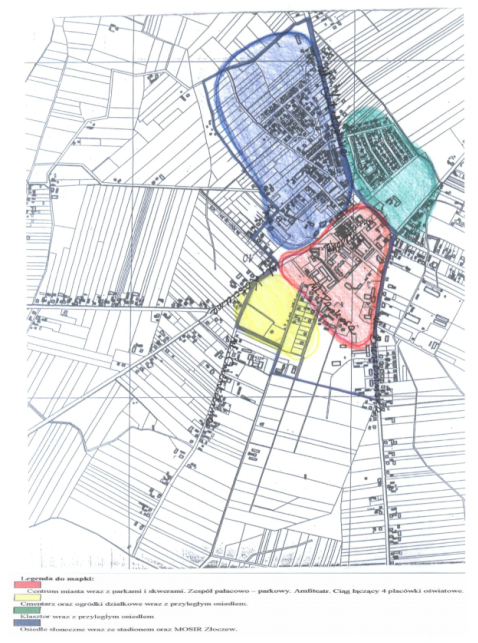 Legenda do mapki:
Centrum miasta wraz z parkami i skwerami. Zespół pałacowo – parkowy. Amfiteatr. Ciąg łączący 4 placówki oświatowe.
Cmentarz oraz ogródki działkowe wraz z przyległym osiedlem.
Klasztor wraz z przyległym osiedlem
Osiedle słoneczne wraz ze stadionem oraz MOSIR Złoczew.